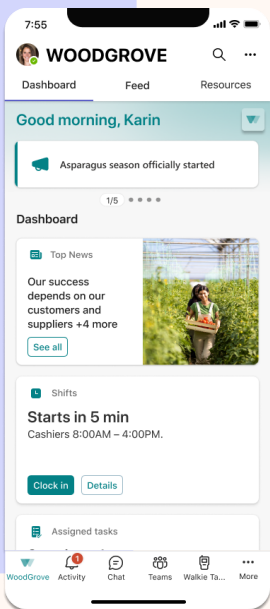 7:55
WOODGROVE
Dashboard Feed Resources
Good morning, Karin
Asparagus season officially started
1/5
Dashboard
Top News
Our success
depends on our
customers and
suppliers +4 more
See all
Shifts
Starts in 5 min
Cashiers 8:00AM – 4:00PM.
Clock in Details
Assigned tasks
1
WoodGrove Activity Chat Teams Walkie Ta... More